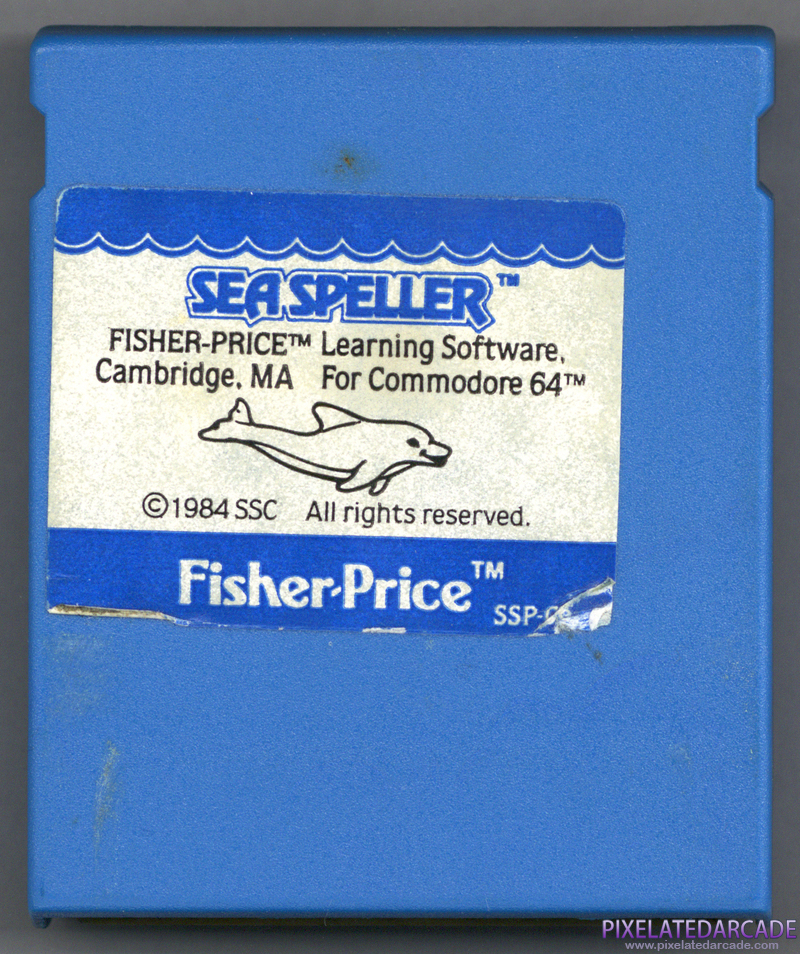 SEA SPELLER™
FISHER-PRICE™ Learning Software,
Cambridge, MA For Commodore 64™
©1984 SSC All rights reserved.
Fisher-Price™
PIXELATEDARCADE
www.pixelatedarcade.com